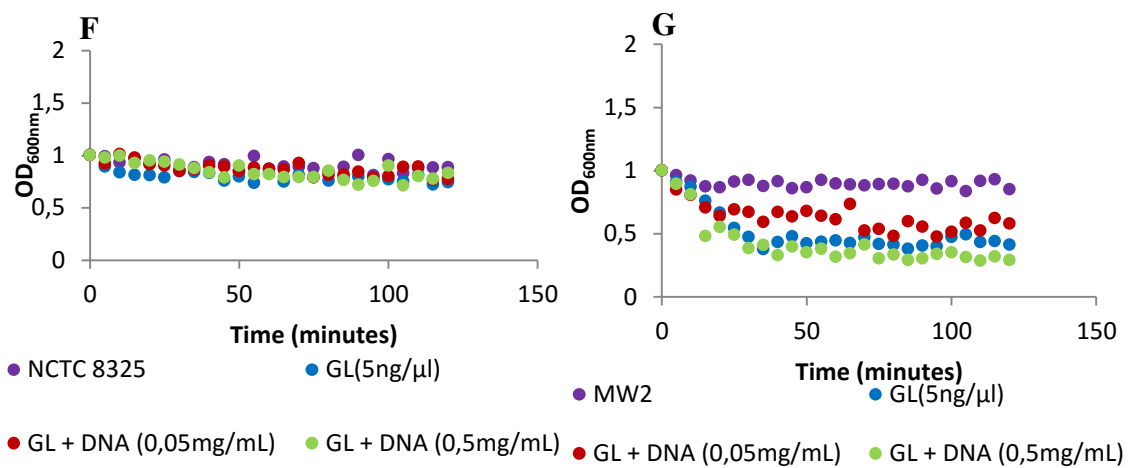 F
2
1,5
1
0,5
0
OD600nm
0 50 100 150
Time (minutes)
NCTC 8325 GL(5ng/µl)
GL + DNA (0,05mg/mL) GL + DNA (0,5mg/mL)
G
2
1,5
1
0,5
0
OD600nm
0 50 100 150
Time (minutes)
MW2 GL(5ng/µl)
GL + DNA (0,05mg/mL) GL + DNA (0,5mg/mL)